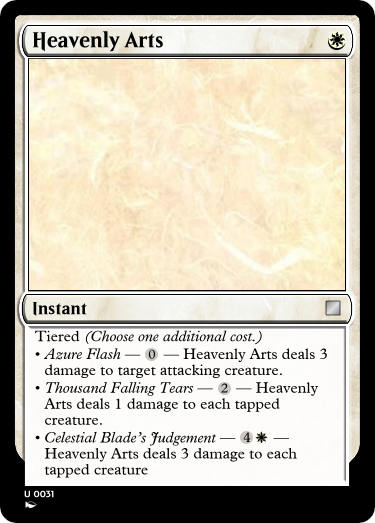 Heavenly Arts
Instant
Tiered (Choose one additional cost.)
• Azure Flash — 0 — Heavenly Arts deals 3
damage to target attacking creature.
• Thousand Falling Tears — 2 — Heavenly
Arts deals 1 damage to each tapped
creature.
• Celestial Blade's Judgement — 4 —
Heavenly Arts deals 3 damage to each
tapped creature
U 0031